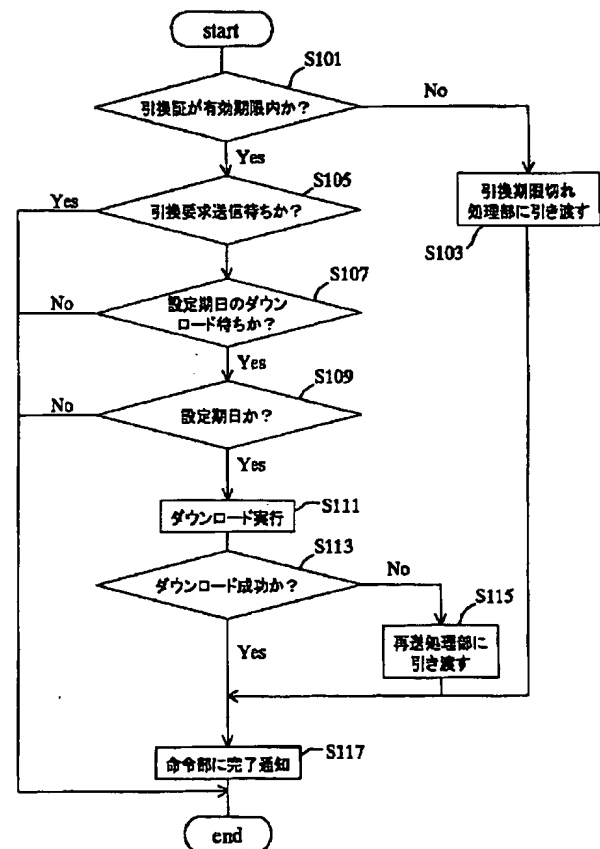 start
S101
引換証が有効期限内か?
No
Yes
S105
Yes
引換要求送信待ちか?
引換期限切れ
処理部に引き渡す
S103
S107
No
設定期日のダウン
ロード待ちか?
Yes
S109
No
設定期日か?
Yes
ダウンロード実行
S111
S113
ダウンロード成功か?
No
S115
Yes
再送処理部に
引き渡す
命令部に完了通知
S117
end